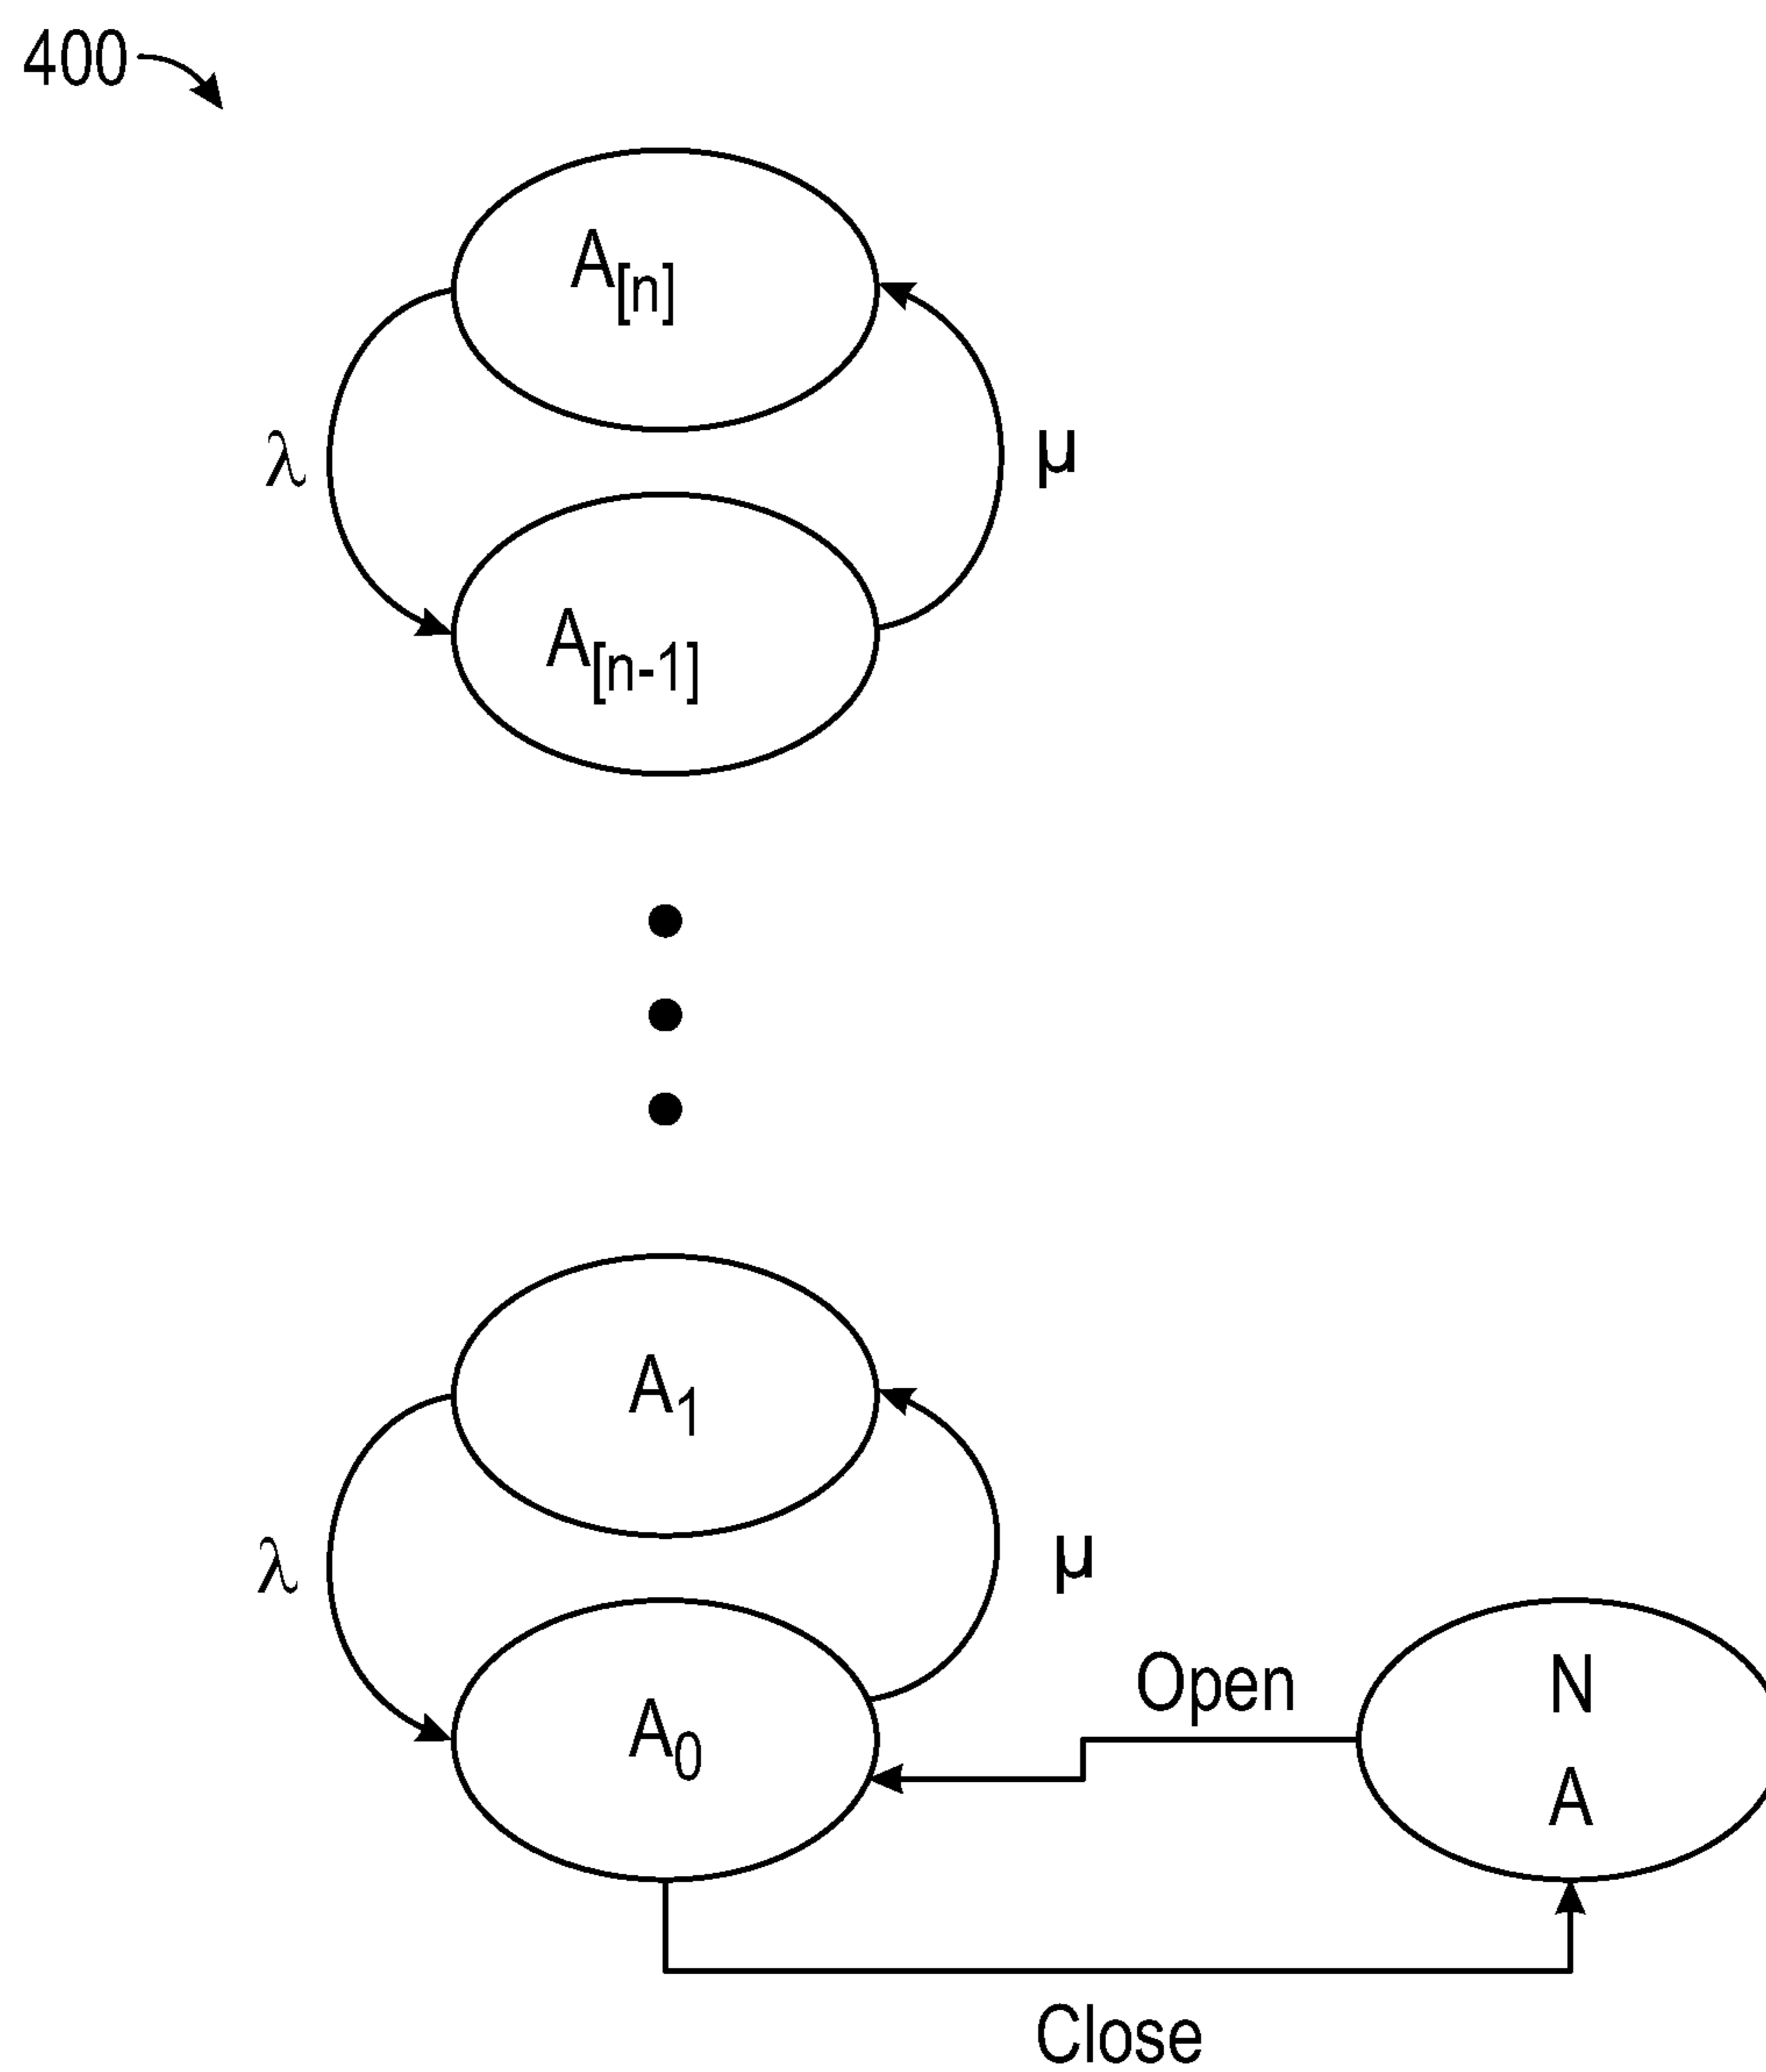 400
A[n]
λ
μ
A[n-1]
A1
λ
μ
A0
Open
N
A
Close